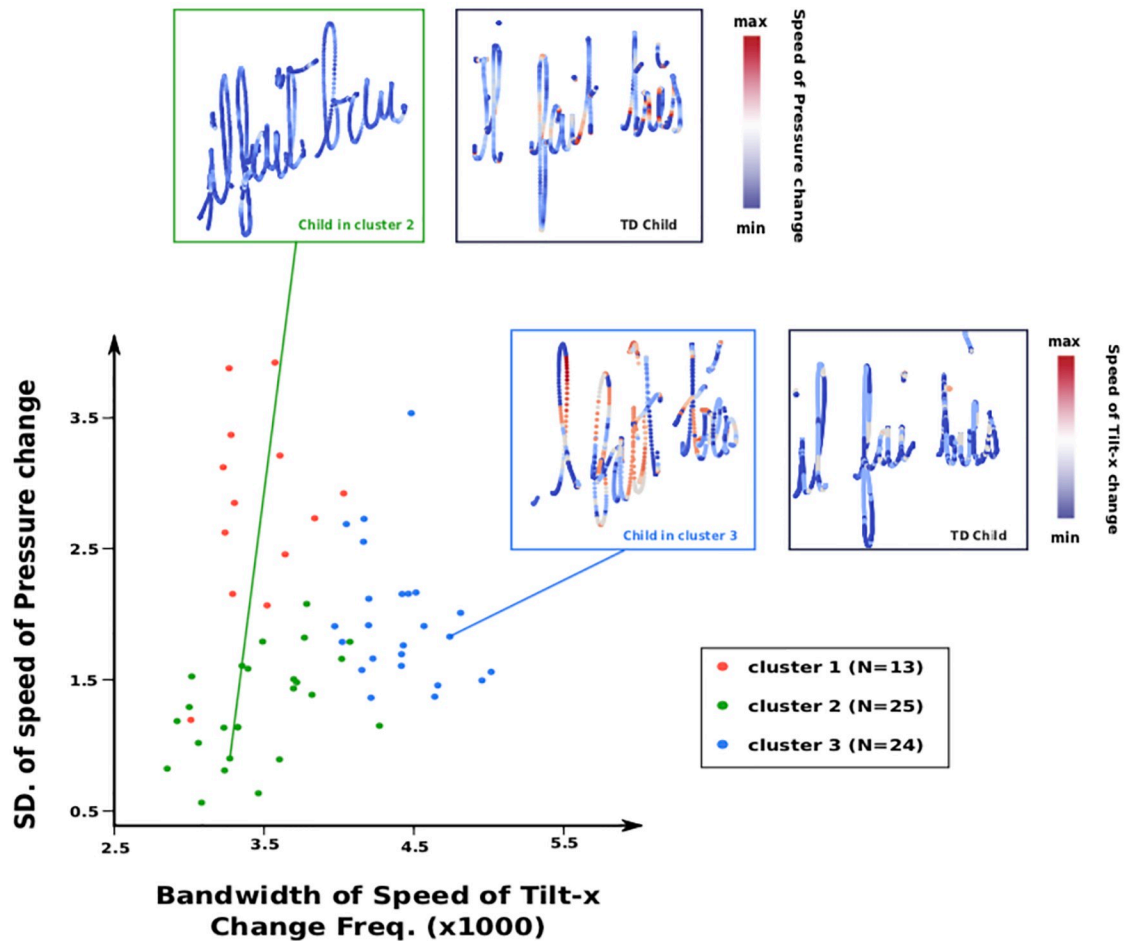 Child in cluster 2
TD Child
max
Speed of Pressure change
min
Child in cluster 3
TD Child
max
Speed of Tilt-x change
min
SD. of speed of Pressure change
3.5
2.5
1.5
0.5
2.5
3.5
4.5
5.5
Bandwidth of Speed of Tilt-x
Change Freq. (x1000)
cluster 1 (N=13)
cluster 2 (N=25)
cluster 3 (N=24)